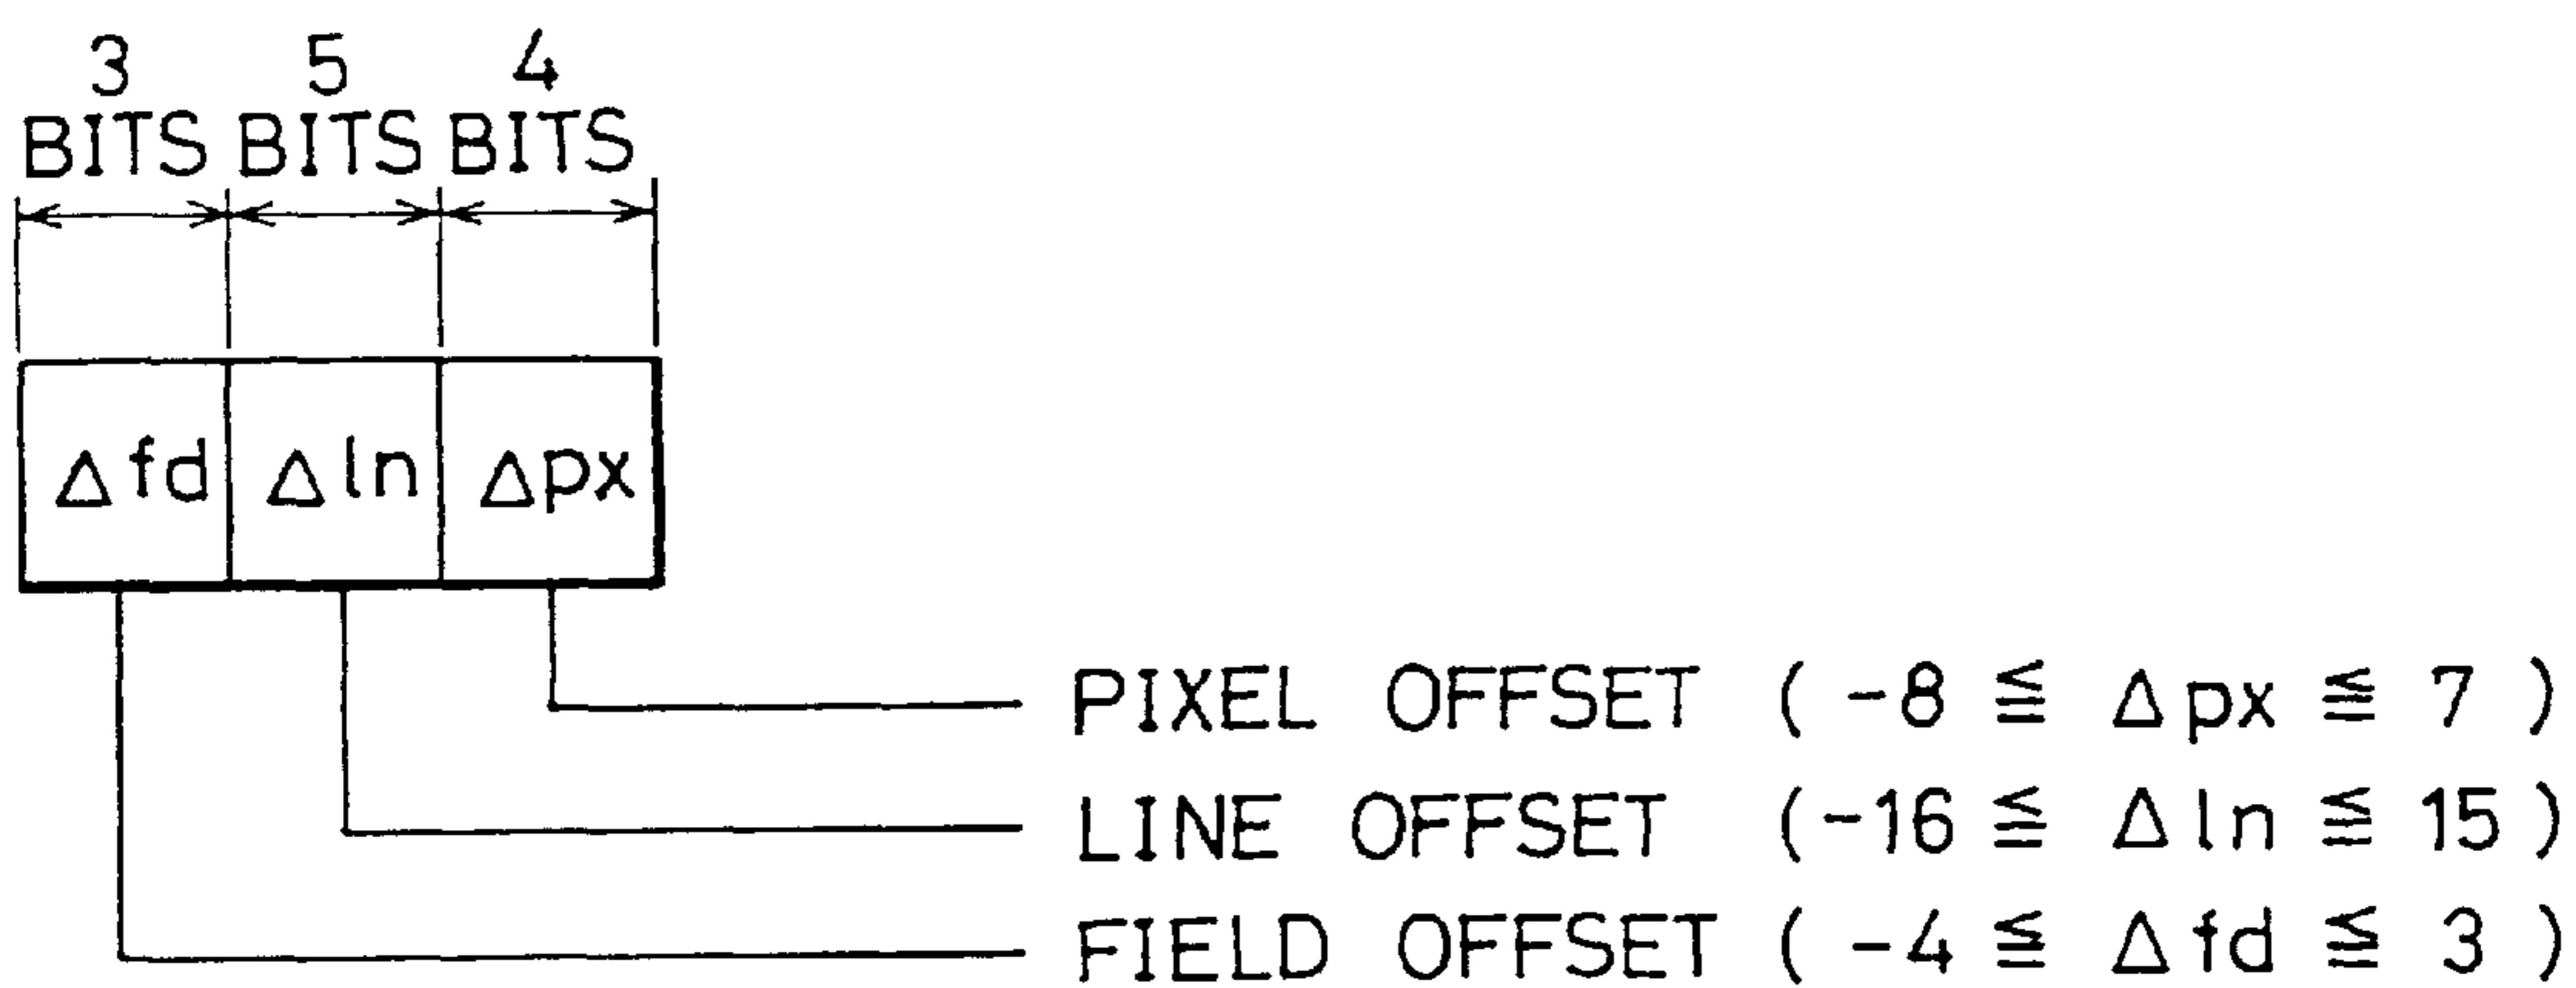 3 5 4
BITS BITS BITS
Δfd Δln Δpx
PIXEL OFFSET ( -8 ≦ Δpx ≦ 7 )
LINE OFFSET ( -16 ≦ Δln ≦ 15 )
FIELD OFFSET ( -4 ≦ Δfd ≦ 3 )